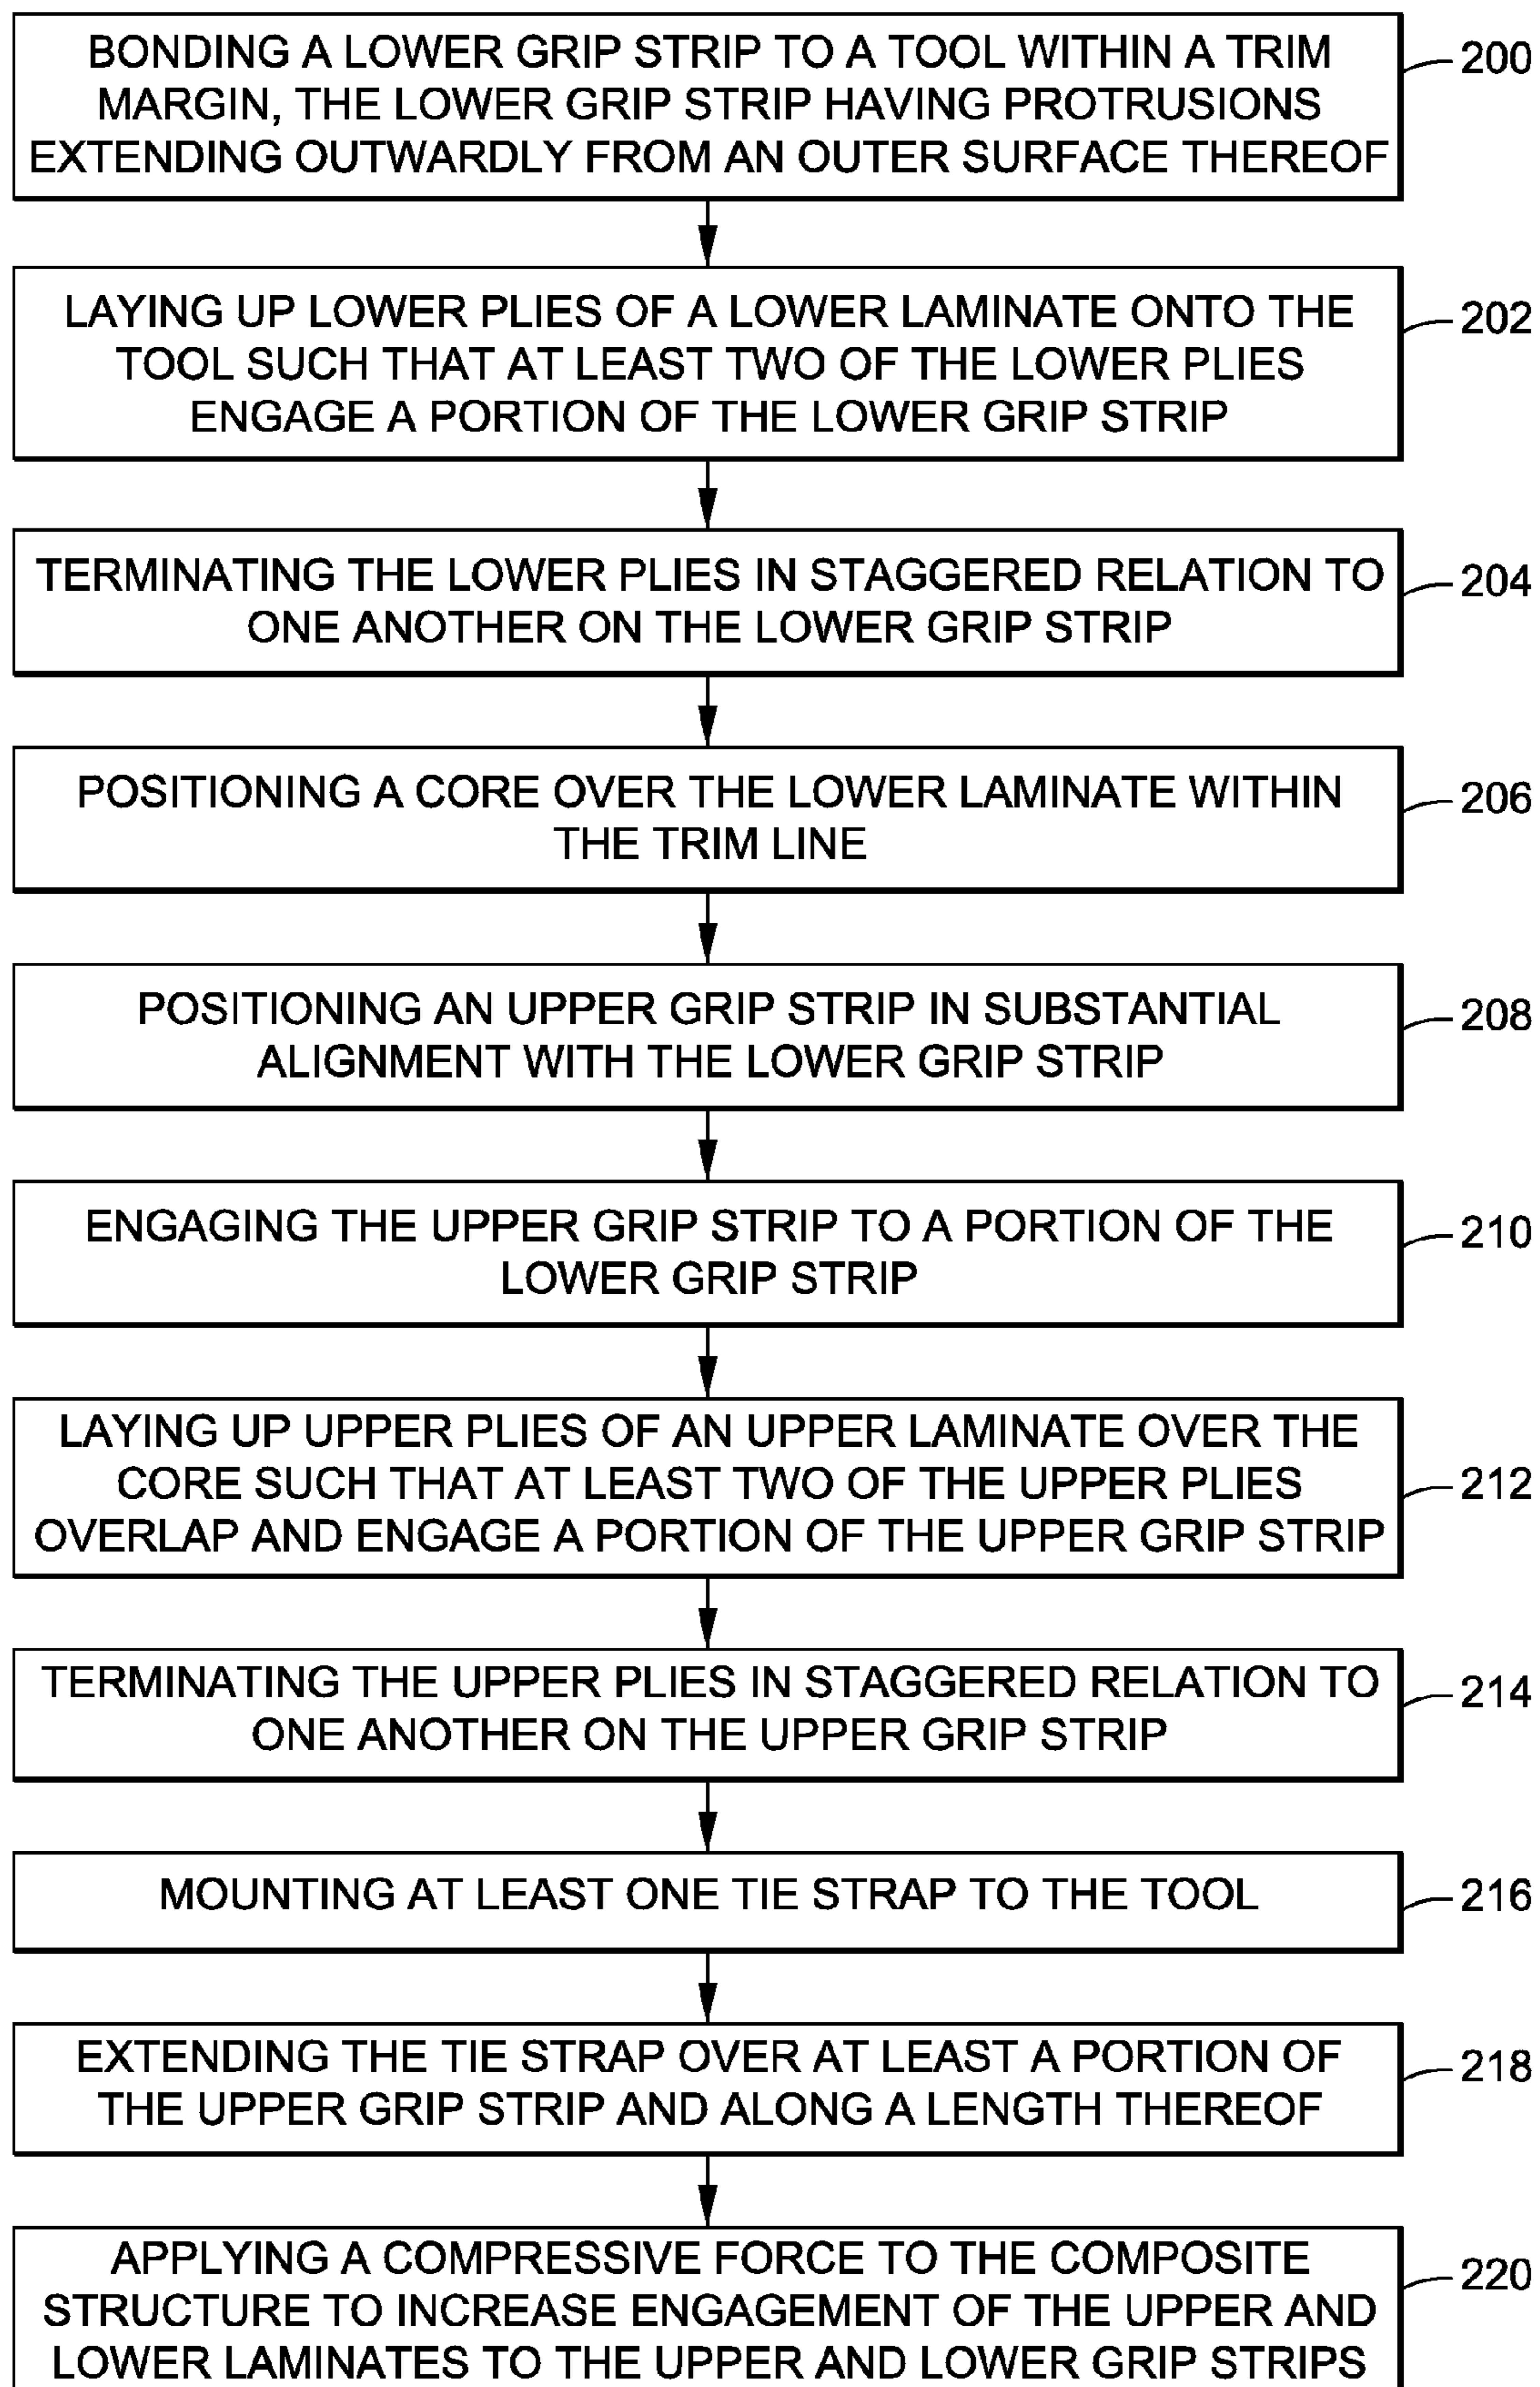 BONDING A LOWER GRIP STRIP TO A TOOL WITHIN A TRIM
MARGIN, THE LOWER GRIP STRIP HAVING PROTRUSIONS
EXTENDING OUTWARDLY FROM AN OUTER SURFACE THEREOF
200
LAYING UP LOWER PLIES OF A LOWER LAMINATE ONTO THE
TOOL SUCH THAT AT LEAST TWO OF THE LOWER PLIES
ENGAGE A PORTION OF THE LOWER GRIP STRIP
202
TERMINATING THE LOWER PLIES IN STAGGERED RELATION TO
ONE ANOTHER ON THE LOWER GRIP STRIP
204
POSITIONING A CORE OVER THE LOWER LAMINATE WITHIN
THE TRIM LINE
206
POSITIONING AN UPPER GRIP STRIP IN SUBSTANTIAL
ALIGNMENT WITH THE LOWER GRIP STRIP
208
ENGAGING THE UPPER GRIP STRIP TO A PORTION OF THE
LOWER GRIP STRIP
210
LAYING UP UPPER PLIES OF AN UPPER LAMINATE OVER THE
CORE SUCH THAT AT LEAST TWO OF THE UPPER PLIES
OVERLAP AND ENGAGE A PORTION OF THE UPPER GRIP STRIP
212
TERMINATING THE UPPER PLIES IN STAGGERED RELATION TO
ONE ANOTHER ON THE UPPER GRIP STRIP
214
MOUNTING AT LEAST ONE TIE STRAP TO THE TOOL
216
EXTENDING THE TIE STRAP OVER AT LEAST A PORTION OF
THE UPPER GRIP STRIP AND ALONG A LENGTH THEREOF
218
APPLYING A COMPRESSIVE FORCE TO THE COMPOSITE
STRUCTURE TO INCREASE ENGAGEMENT OF THE UPPER AND
LOWER LAMINATES TO THE UPPER AND LOWER GRIP STRIPS
220